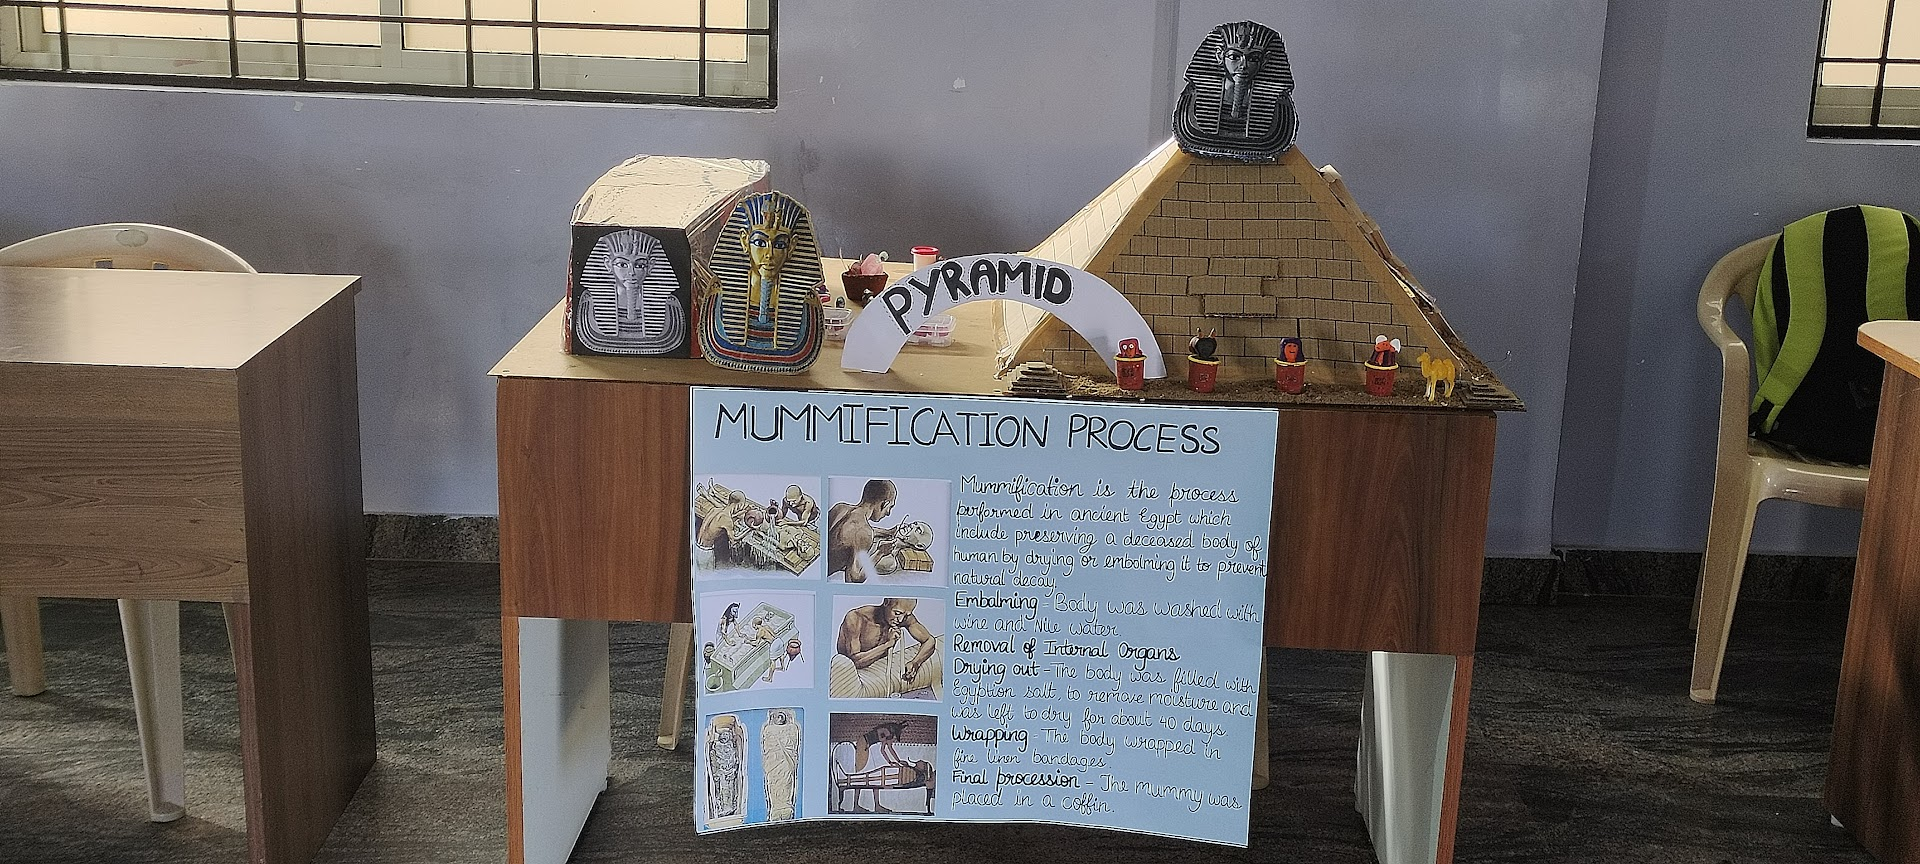 PYRAMID
MUMMIFICATION PROCESS
Mummification is the process
performed in ancient Egypt which
include preserving a deceased body of
human by drying or embolming it to prevent
natural decay.
Embalming - Body was washed with
wine and Nile water.
Removal of Internal Organs
Drying out - The body was filled with
Egyption salt, to remove moisture and
was left to dry for about 40 days.
Wrapping - The body wrapped in
fine linen bandages.
Final procession - The mummy was
placed in a coffin.